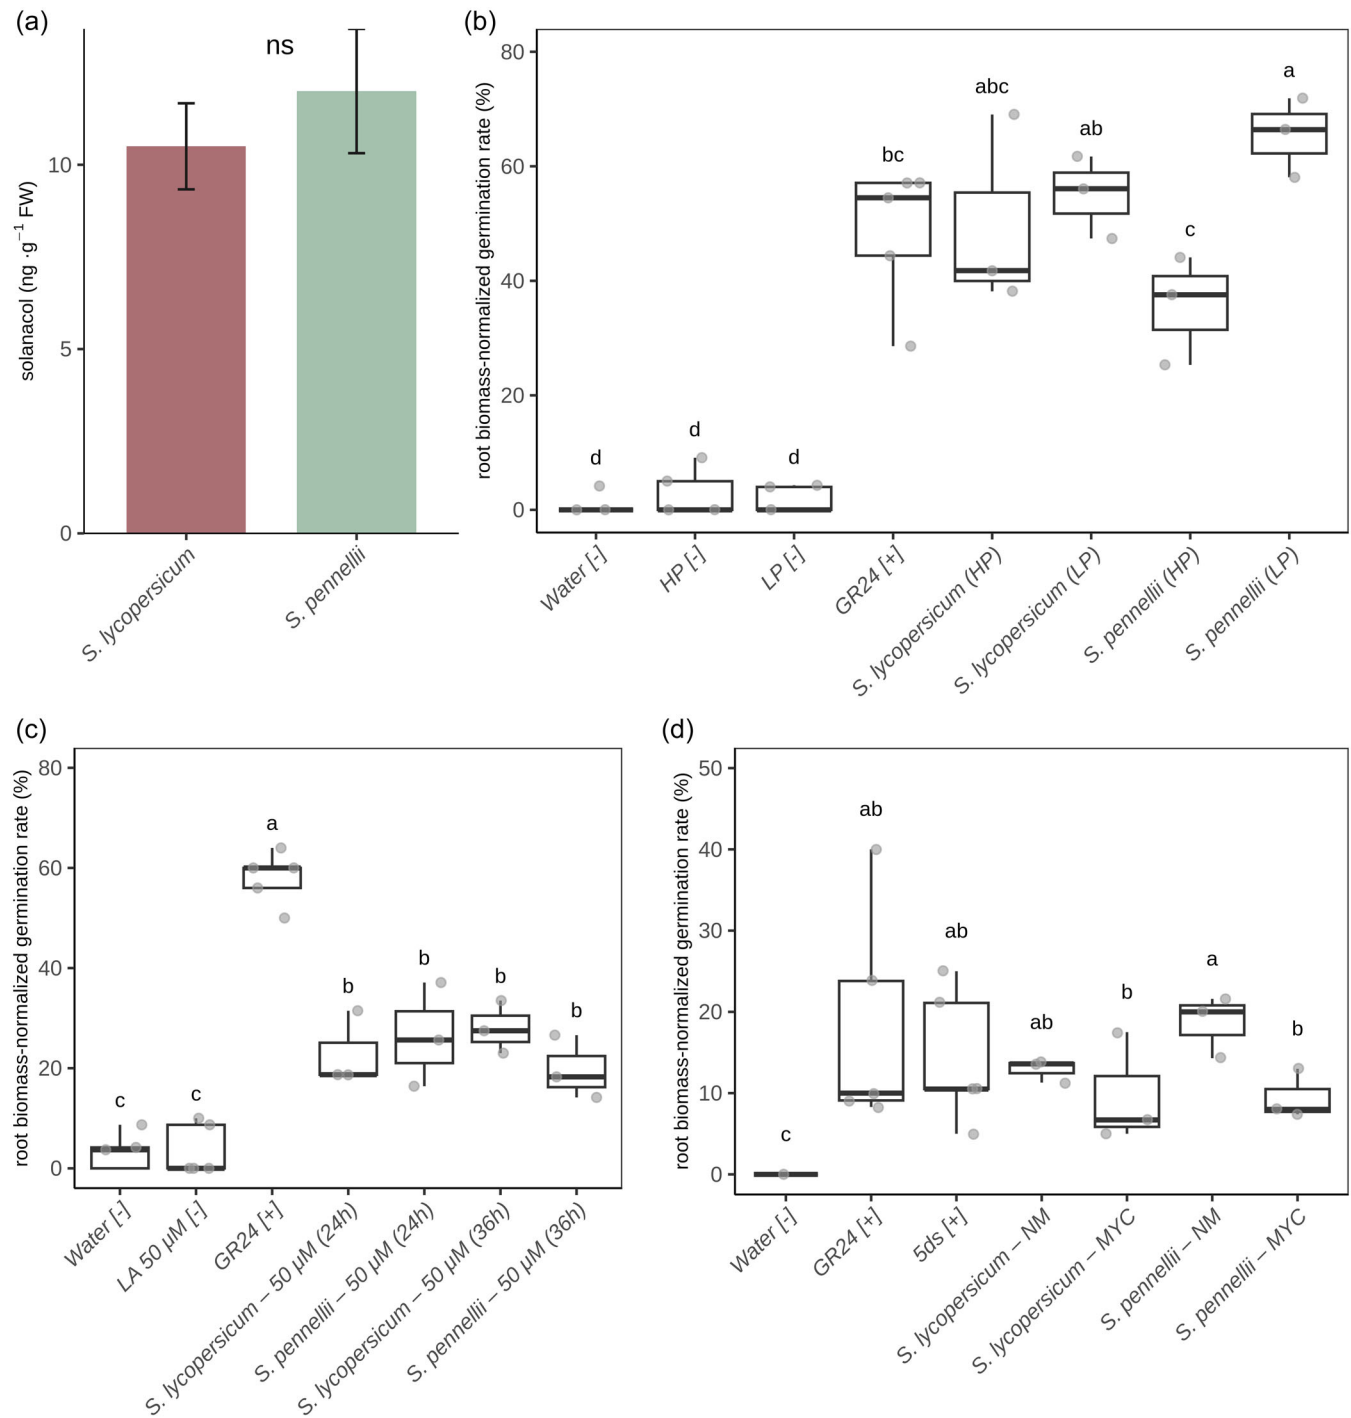 (a)
ns
solanacol (ng ·g⁻¹ FW)
10
5
0
S. lycopersicum
S. pennellii
(b)
root biomass-normalized germination rate (%)
80
60
40
20
0
d
d
d
bc
abc
ab
c
a
Water [-]
HP [-]
LP [-]
GR24 [+]
S. lycopersicum (HP)
S. lycopersicum (LP)
S. pennellii (HP)
S. pennellii (LP)
(c)
root biomass-normalized germination rate (%)
80
60
40
20
0
c
c
a
b
b
b
b
Water [-]
LA 50 µM [-]
GR24 [+]
S. lycopersicum – 50 µM (24h)
S. pennellii – 50 µM (24h)
S. lycopersicum – 50 µM (36h)
S. pennellii – 50 µM (36h)
(d)
root biomass-normalized germination rate (%)
50
40
30
20
10
0
c
ab
ab
ab
b
a
b
Water [-]
GR24 [+]
5ds [+]
S. lycopersicum – NM
S. lycopersicum – MYC
S. pennellii – NM
S. pennellii – MYC